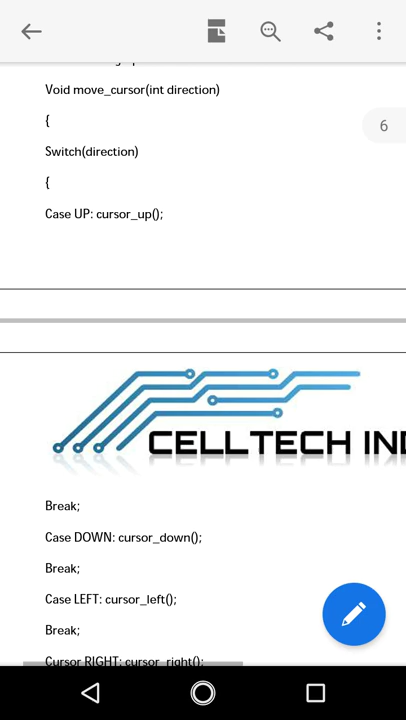 Void move_cursor(int direction)
{
6
Switch(direction)
{
Case UP: cursor_up();
CELLTECH IN
Break;
Case DOWN: cursor_down();
Break;
Case LEFT: cursor_left();
Break;
Cursor RIGHT: cursor_right();